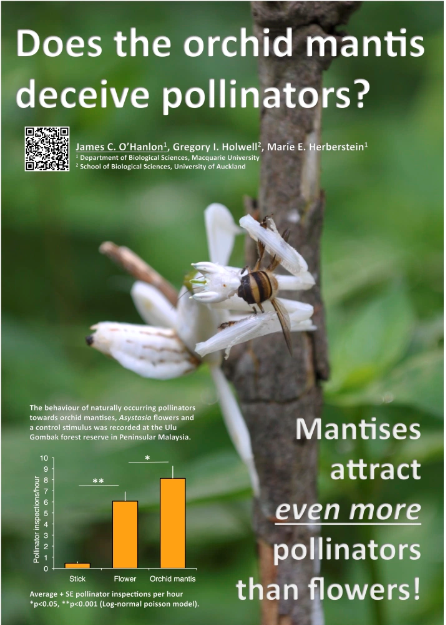 Does the orchid mantis
deceive pollinators?
James C. O'Hanlon¹, Gregory I. Holwell², Marie E. Herberstein¹
¹ Department of Biological Sciences, Macquarie University
² School of Biological Sciences, University of Auckland
The behaviour of naturally occurring pollinators
towards orchid mantises, Asystasia flowers and
a control stimulus was recorded at the Ulu
Gombak forest reserve in Peninsular Malaysia.
Pollinator inspections/hour
10
9
8
7
6
5
4
3
2
1
0
**
*
Stick Flower Orchid mantis
Average + SE pollinator inspections per hour
*p<0.05, **p<0.001 (Log-normal poisson model).
Mantises
attract
even more
pollinators
than flowers!